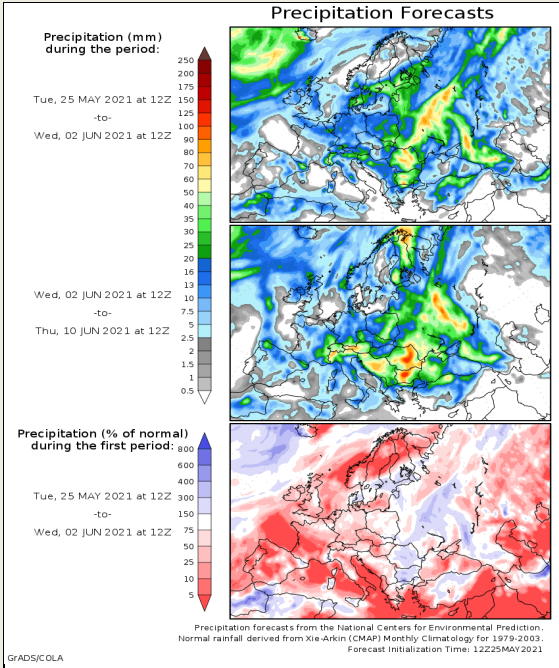 Precipitation Forecasts
Precipitation (mm)
during the period:
Tue, 25 MAY 2021 at 12Z
-to-
Wed, 02 JUN 2021 at 12Z
250
200
175
150
125
100
90
80
70
60
50
40
35
30
25
20
16
13
10
7.5
5
2.5
2
1.5
1
0.5
Wed, 02 JUN 2021 at 12Z
-to-
Thu, 10 JUN 2021 at 12Z
Precipitation (% of normal)
during the first period:
Tue, 25 MAY 2021 at 12Z
-to-
Wed, 02 JUN 2021 at 12Z
800
600
400
300
150
75
50
25
10
5
Precipitation forecasts from the National Centers for Environmental Prediction.
Normal rainfall derived from Xie-Arkin (CMAP) Monthly Climatology for 1979-2003.
Forecast Initialization Time: 12Z25MAY2021
GrADS/COLA